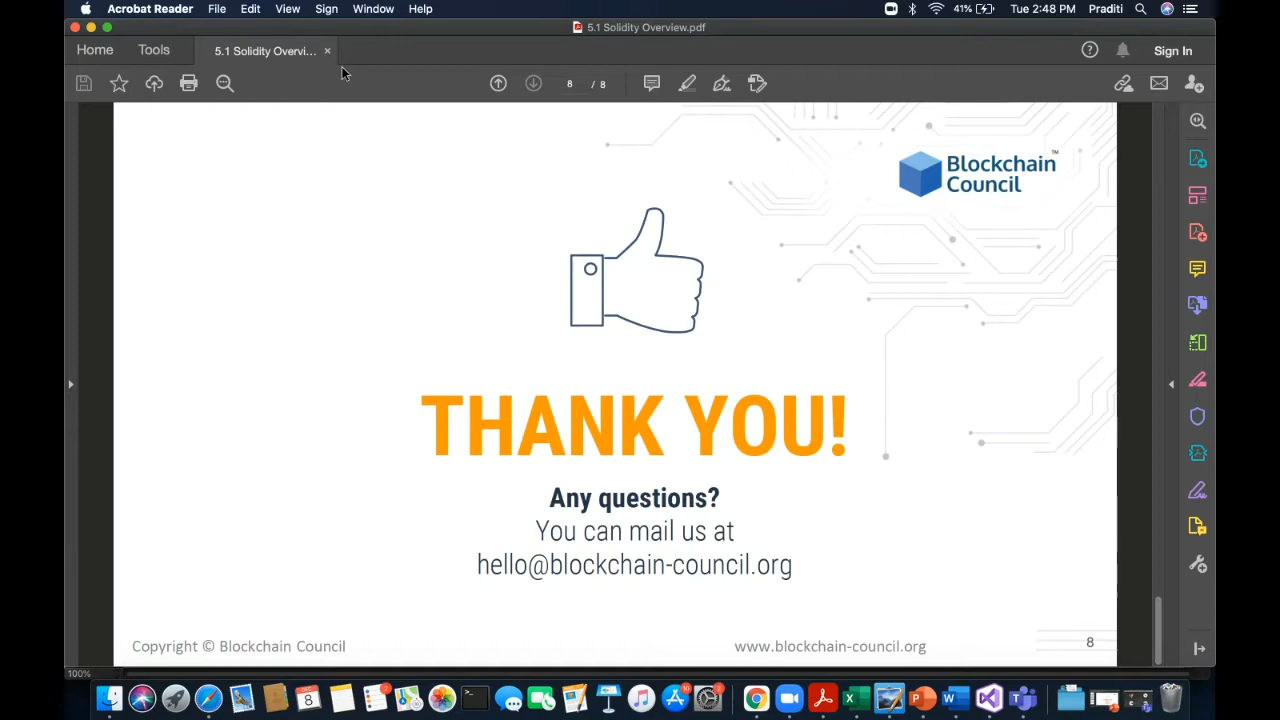 Acrobat Reader File Edit View Sign Window Help 41% Tue 2:48 PM Praditi
5.1 Solidity Overview.pdf
Home Tools 5.1 Solidity Overvi... × Sign In
8 / 8
Blockchain™
Council
THANK YOU!
Any questions?
You can mail us at
hello@blockchain-council.org
Copyright © Blockchain Council www.blockchain-council.org 8
100%